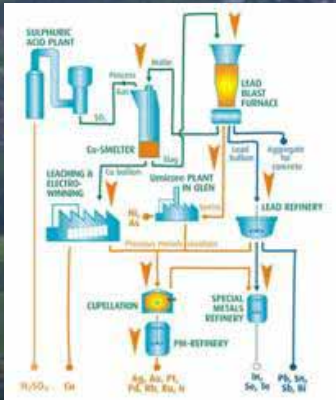 SULPHURIC
ACID PLANT
Process
Gas
SO₂
Cu-SMELTER
LEAD
BLAST
FURNACE
Slag
Cu bullion
Lead
bullion
Aggregate
for
concrete
LEACHING &
ELECTRO-
WINNING
Umicore PLANT
IN OLEN
Ni,
As
LEAD REFINERY
Precious metals
CUPELLATION
SPECIAL
METALS
REFINERY
PM-REFINERY
H₂SO₄
Cu
Ag, Au, Pt,
Pd, Rh, Ru, Ir
In,
Se, Te
Pb, Sn,
Sb, Bi